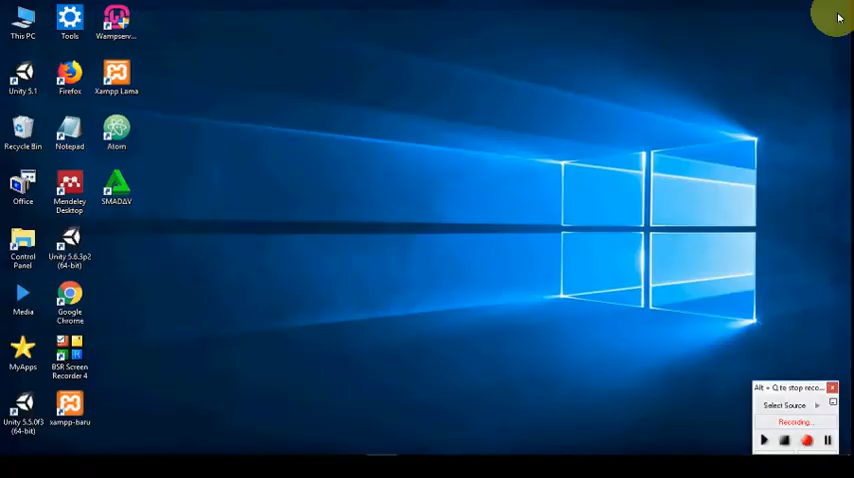 This PC
Tools
Wampserv...
Unity 5.1
Firefox
Xampp Lama
Recycle Bin
Notepad
Atom
Office
Mendeley
Desktop
SMADAV
Control
Panel
Unity 5.6.3p2
(64-bit)
Media
Google
Chrome
MyApps
BSR Screen
Recorder 4
Unity 5.5.0f3
(64-bit)
xampp-baru
Alt + Q to stop reco...
Select Source
Recording...